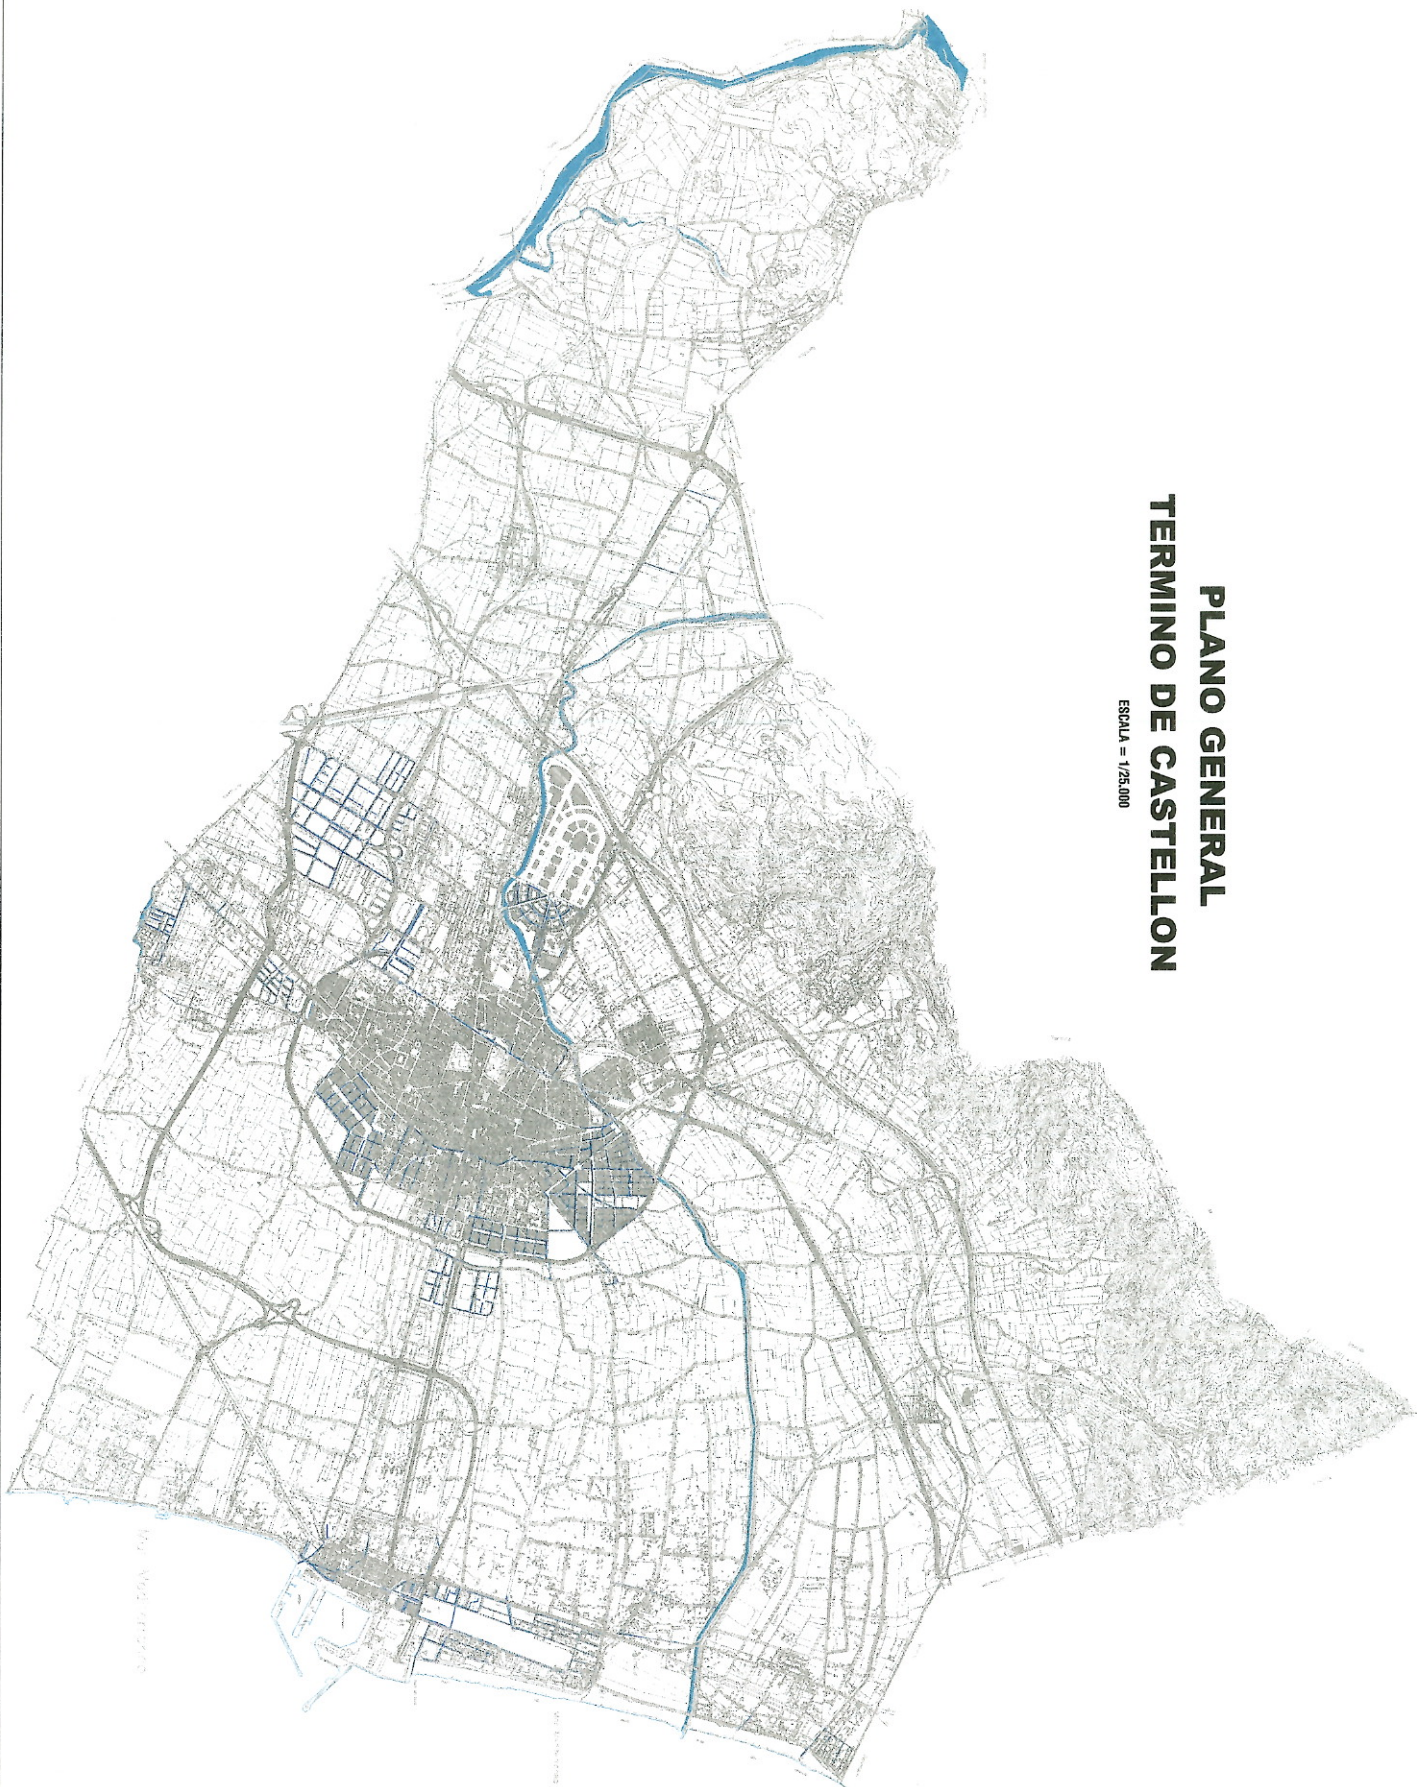 PLANO GENERAL
TERMINO DE CASTELLON
ESCALA = 1/25.000